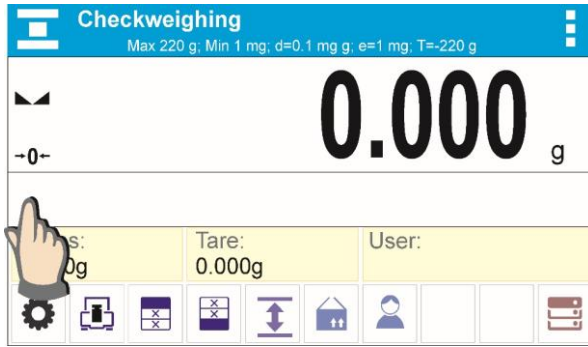 Checkweighing
Max 220 g; Min 1 mg; d=0.1 mg g; e=1 mg; T=-220 g
0.000 g
→0←
s: Tare: User:
0g 0.000g